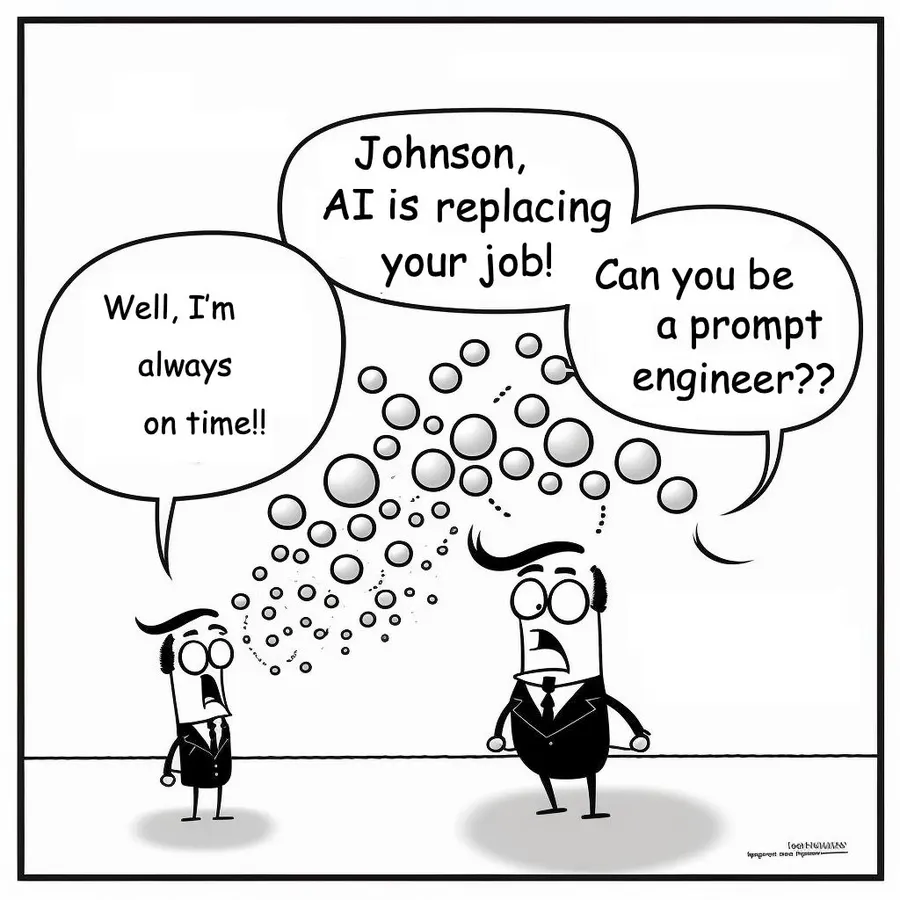 Johnson,
AI is replacing
your job!
Can you be
a prompt
engineer??
Well, I'm
always
on time!!